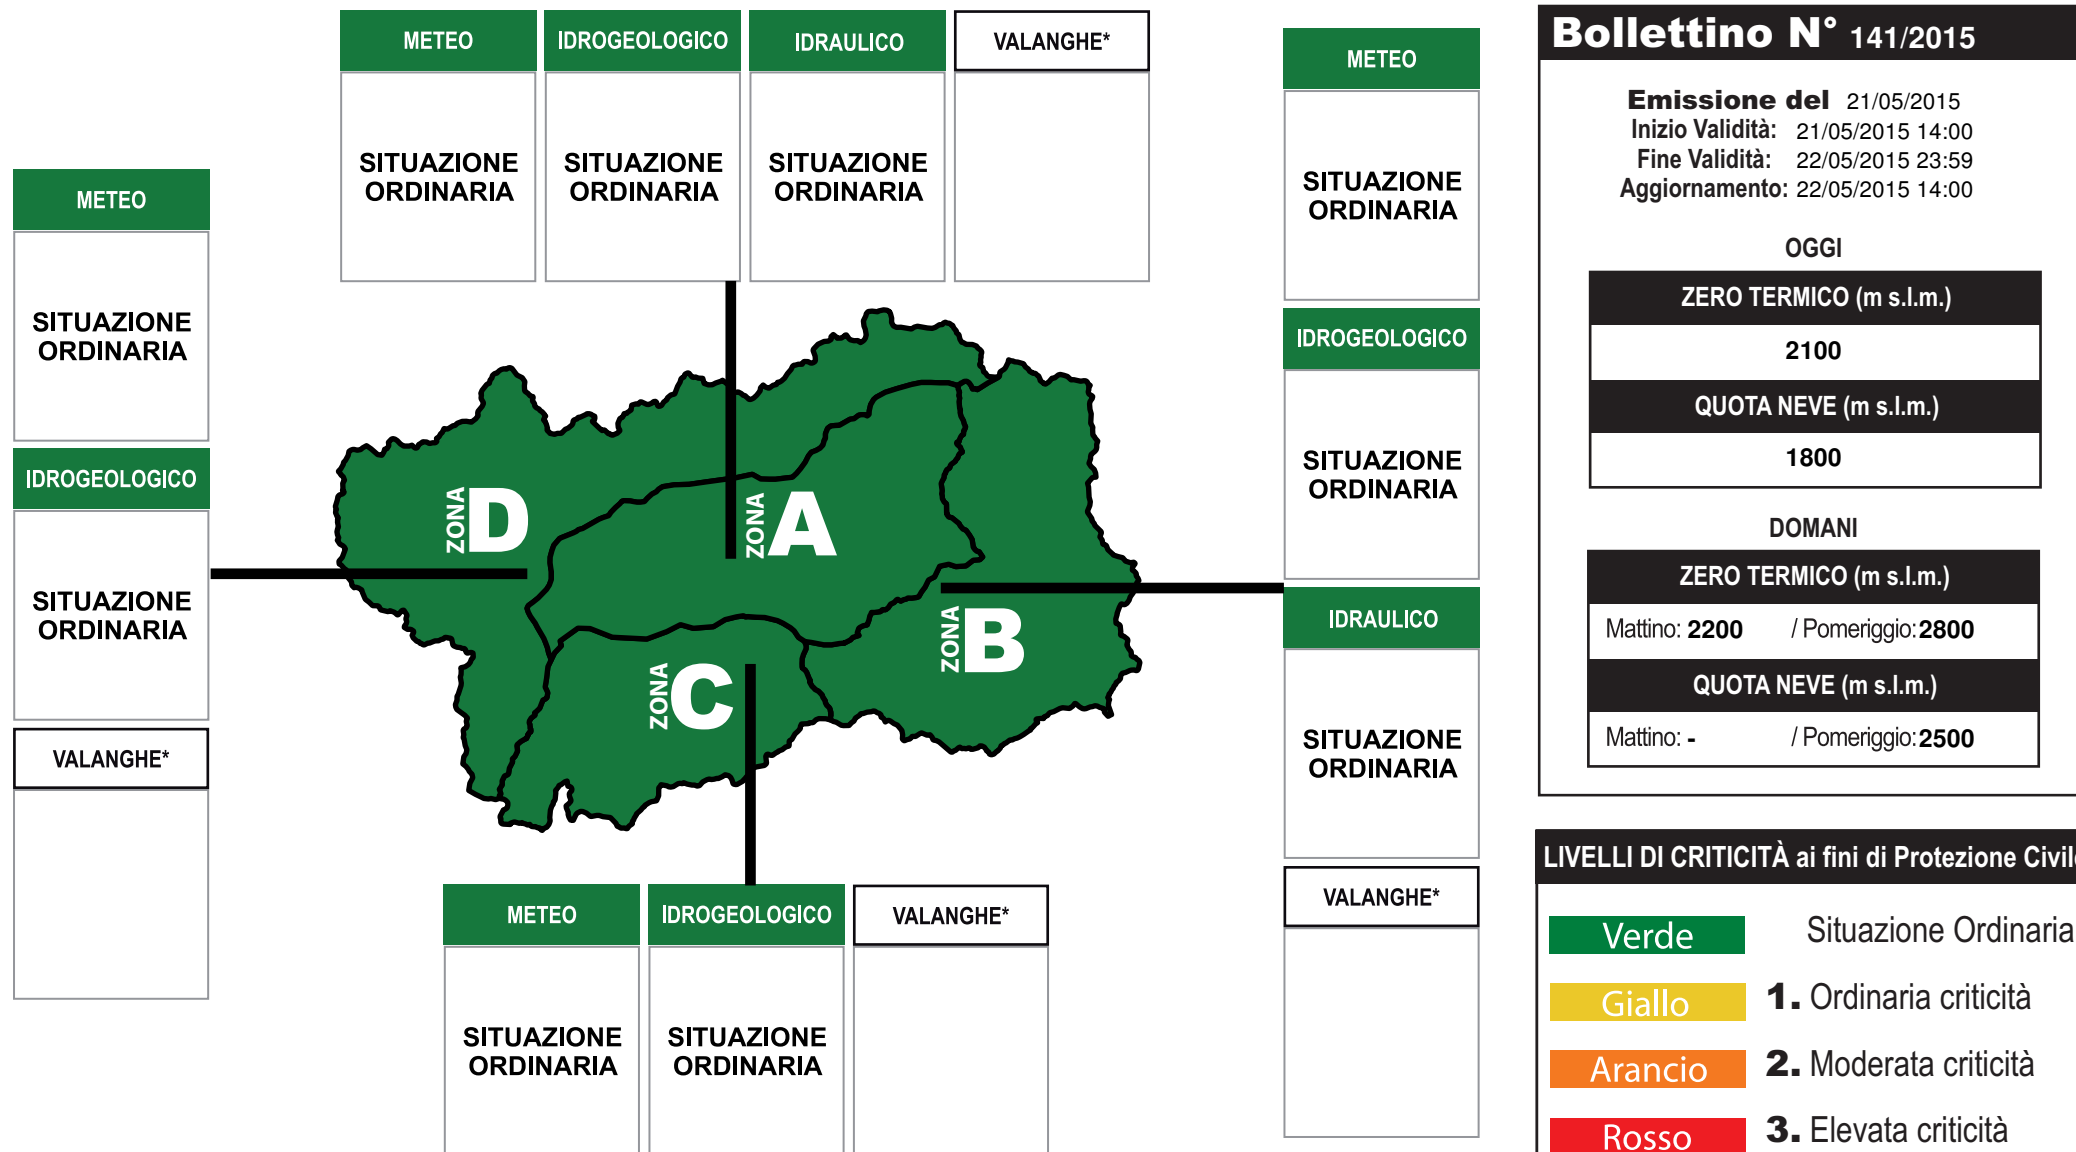 METEO
IDROGEOLOGICO
IDRAULICO
VALANGHE*
SITUAZIONE
ORDINARIA
SITUAZIONE
ORDINARIA
SITUAZIONE
ORDINARIA
METEO
SITUAZIONE
ORDINARIA
IDROGEOLOGICO
SITUAZIONE
ORDINARIA
VALANGHE*
ZONA D
ZONA A
ZONA B
ZONA C
METEO
SITUAZIONE
ORDINARIA
IDROGEOLOGICO
SITUAZIONE
ORDINARIA
IDRAULICO
SITUAZIONE
ORDINARIA
VALANGHE*
METEO
IDROGEOLOGICO
VALANGHE*
SITUAZIONE
ORDINARIA
SITUAZIONE
ORDINARIA
Bollettino N° 141/2015
Emissione del 21/05/2015
Inizio Validità: 21/05/2015 14:00
Fine Validità: 22/05/2015 23:59
Aggiornamento: 22/05/2015 14:00
OGGI
ZERO TERMICO (m s.l.m.)
2100
QUOTA NEVE (m s.l.m.)
1800
DOMANI
ZERO TERMICO (m s.l.m.)
Mattino: 2200 / Pomeriggio: 2800
QUOTA NEVE (m s.l.m.)
Mattino: - / Pomeriggio: 2500
LIVELLI DI CRITICITÀ ai fini di Protezione Civile
Verde Situazione Ordinaria
Giallo 1. Ordinaria criticità
Arancio 2. Moderata criticità
Rosso 3. Elevata criticità